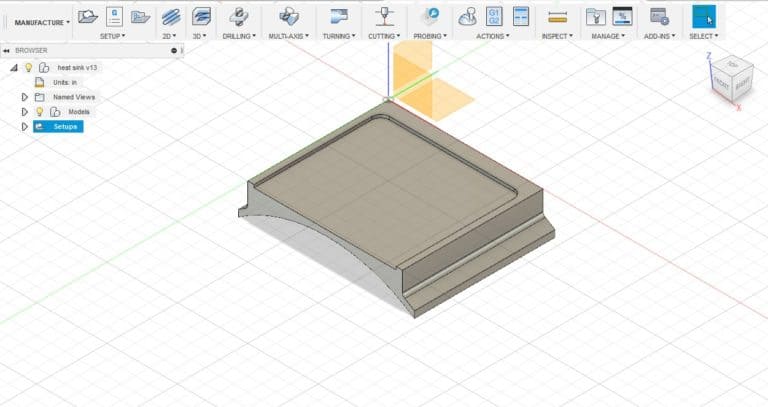 MANUFACTURE
SETUP
2D
3D
DRILLING
MULTI-AXIS
TURNING
CUTTING
PROBING
ACTIONS
INSPECT
MANAGE
ADD-INS
SELECT
G
G1
G2
BROWSER
heat sink v13
Units: in
Named Views
Models
Setups
Z
TOP
FRONT
RIGHT
X